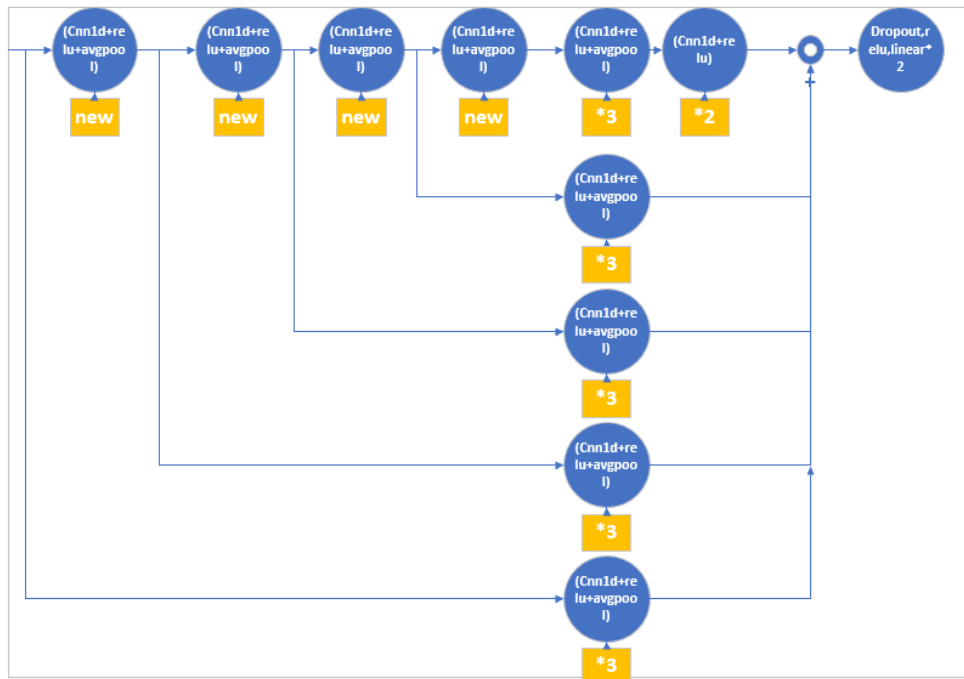 (Cnn1d+re
lu+avgpoo
l)
(Cnn1d+re
lu+avgpoo
l)
(Cnn1d+re
lu+avgpoo
l)
(Cnn1d+re
lu+avgpoo
l)
(Cnn1d+re
lu+avgpoo
l)
(Cnn1d+re
lu)
Dropout,r
elu,linear*
2
+
new
new
new
new
*3
*2
(Cnn1d+re
lu+avgpoo
l)
*3
(Cnn1d+re
lu+avgpoo
l)
*3
(Cnn1d+re
lu+avgpoo
l)
*3
(Cnn1d+re
lu+avgpoo
l)
*3